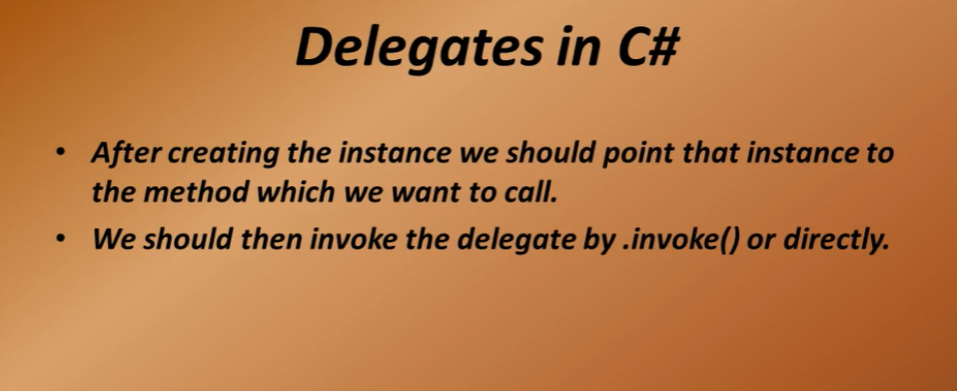 Delegates in C#
• After creating the instance we should point that instance to
the method which we want to call.
• We should then invoke the delegate by .invoke() or directly.